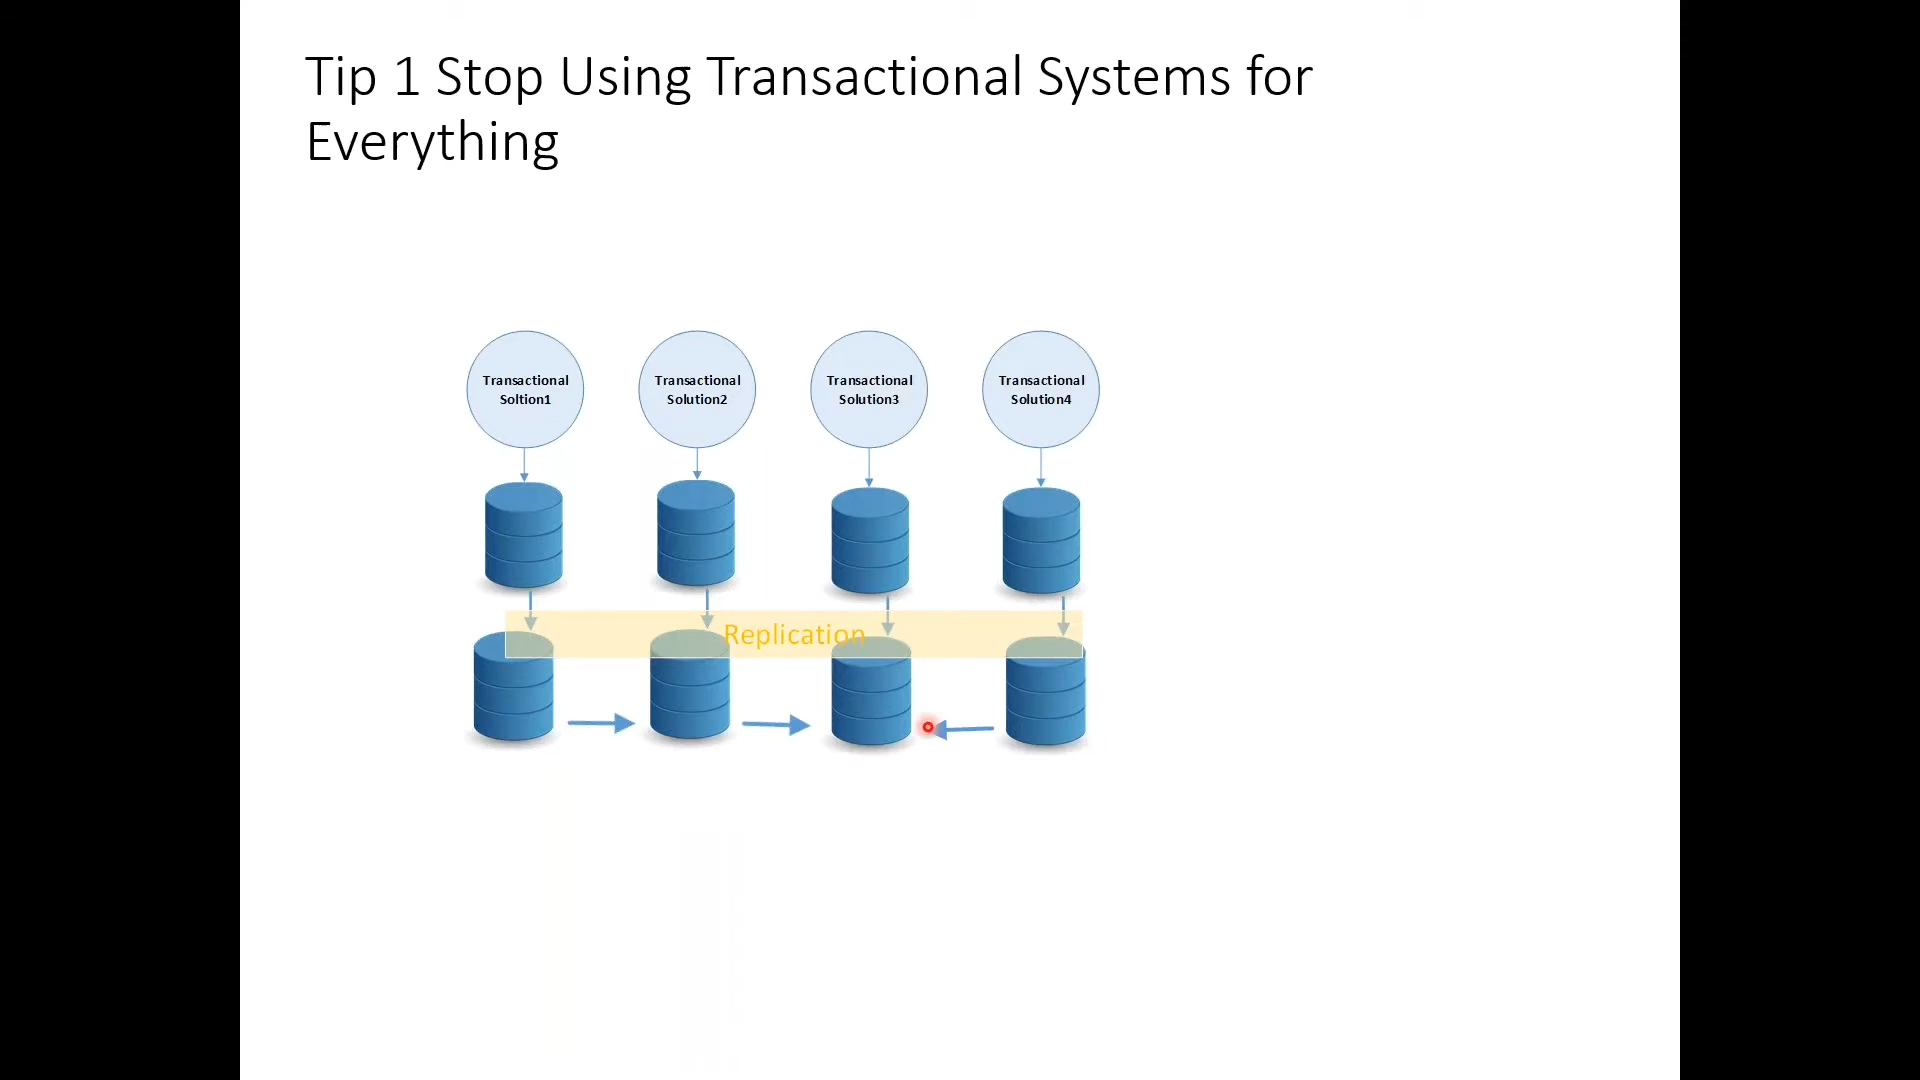 Tip 1 Stop Using Transactional Systems for
Everything
Transactional
Soltion1
Transactional
Solution2
Transactional
Solution3
Transactional
Solution4
Replication